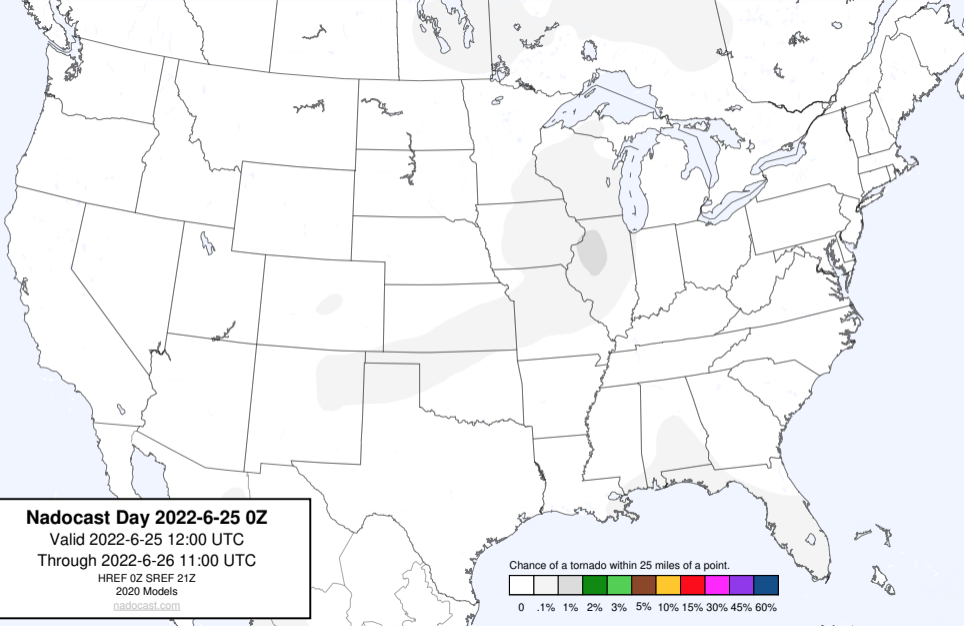 Nadocast Day 2022-6-25 0Z
Valid 2022-6-25 12:00 UTC
Through 2022-6-26 11:00 UTC
HREF 0Z SREF 21Z
2020 Models
nadocast.com
Chance of a tornado within 25 miles of a point.
0 .1% 1% 2% 3% 5% 10% 15% 30% 45% 60%